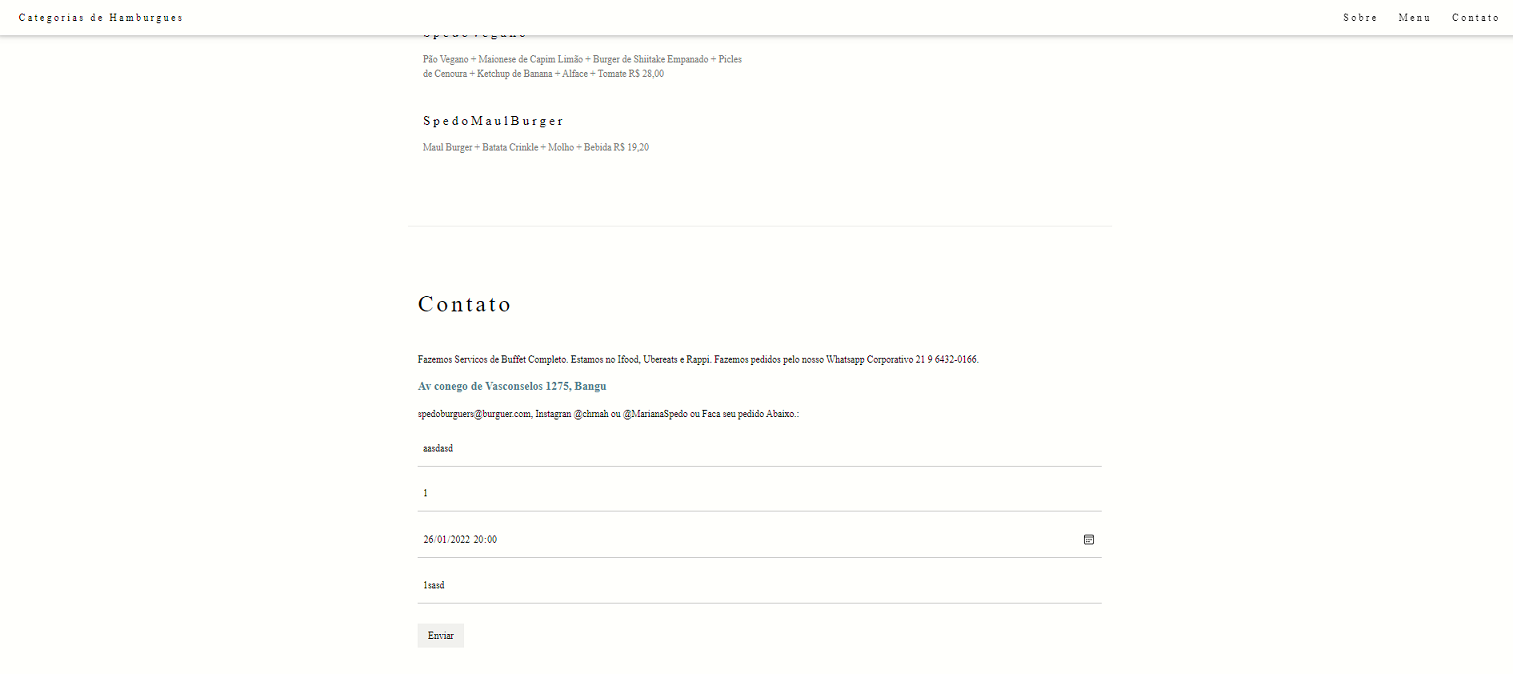 Categorias de Hamburgues
Sobre Menu Contato
SpedoVegano
Pão Vegano + Maionese de Capim Limão + Burger de Shiitake Empanado + Picles
de Cenoura + Ketchup de Banana + Alface + Tomate R$ 28,00
SpedoMaulBurger
Maul Burger + Batata Crinkle + Molho + Bebida R$ 19,20
Contato
Fazemos Servicos de Buffet Completo. Estamos no Ifood, Ubereats e Rappi. Fazemos pedidos pelo nosso Whatsapp Corporativo 21 9 6432-0166.
Av conego de Vasconselos 1275, Bangu
spedoburguers@burguer.com, Instagran @chrnah ou @MarianaSpedo ou Faca seu pedido Abaixo.:
aasdasd
1
26/01/2022 20:00
1sasd
Enviar